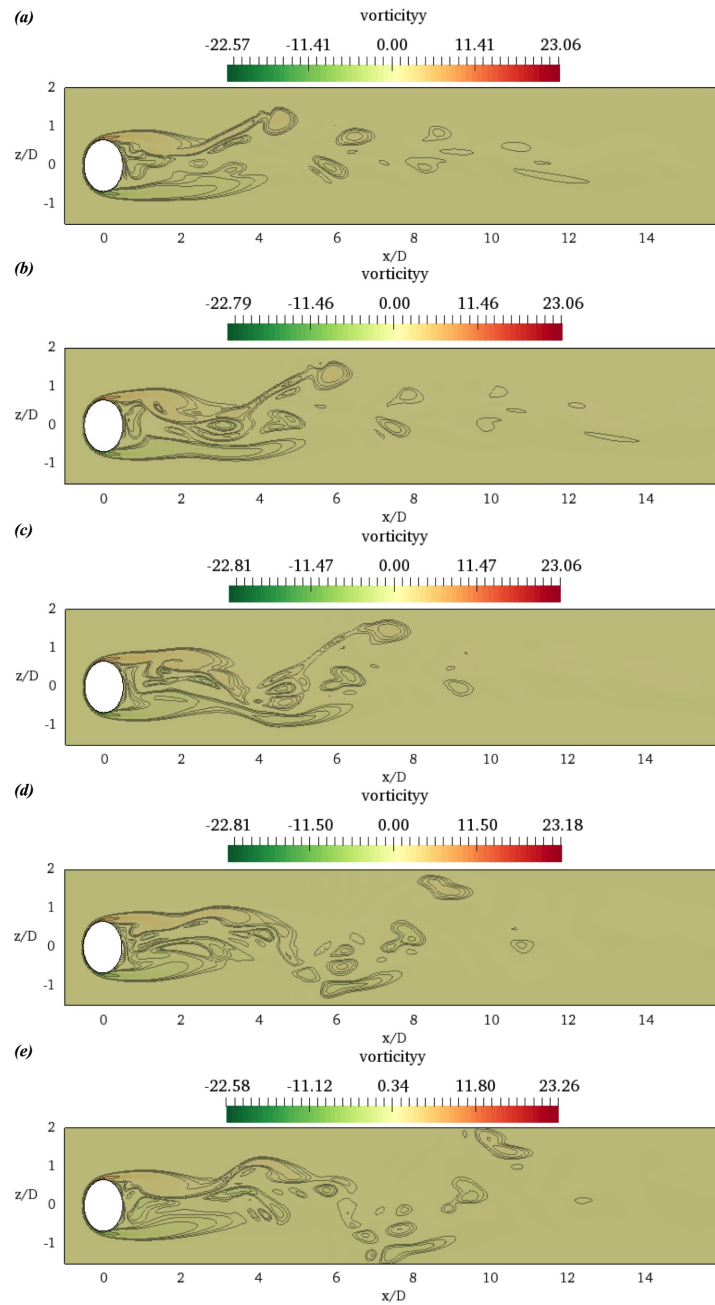 (a)
vorticityy
-22.57 -11.41 0.00 11.41 23.06
2
1
z/D
0
-1
0 2 4 6 8 10 12 14
x/D
(b)
vorticityy
-22.79 -11.46 0.00 11.46 23.06
2
1
z/D
0
-1
0 2 4 6 8 10 12 14
x/D
(c)
vorticityy
-22.81 -11.47 0.00 11.47 23.06
2
1
z/D
0
-1
0 2 4 6 8 10 12 14
x/D
(d)
vorticityy
-22.81 -11.50 0.00 11.50 23.18
2
1
z/D
0
-1
0 2 4 6 8 10 12 14
x/D
(e)
vorticityy
-22.58 -11.12 0.34 11.80 23.26
2
1
z/D
0
-1
0 2 4 6 8 10 12 14
x/D